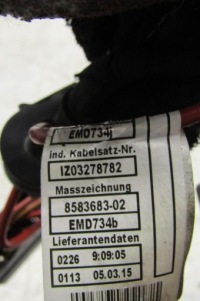 EMD734j
ind. Kabelsatz-Nr.
IZ03278782
Masszeichnung
8583683-02
EMD734b
Lieferantendaten
0226 9:09:05
0113 05.03.15